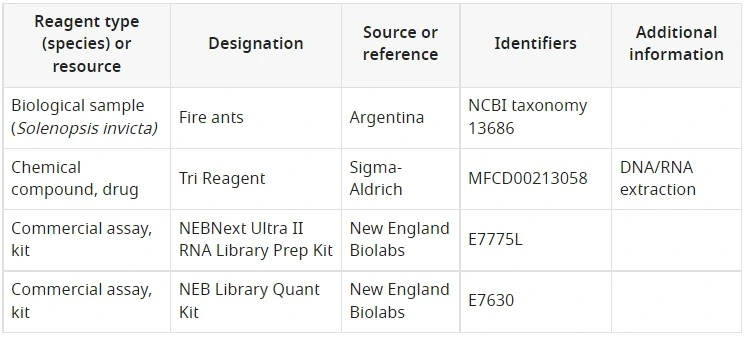 Reagent type
(species) or
resource
Designation
Source or
reference
Identifiers
Additional
information
Biological sample
(Solenopsis invicta)
Fire ants
Argentina
NCBI taxonomy
13686
Chemical
compound, drug
Tri Reagent
Sigma-
Aldrich
MFCD00213058
DNA/RNA
extraction
Commercial assay,
kit
NEBNext Ultra II
RNA Library Prep Kit
New England
Biolabs
E7775L
Commercial assay,
kit
NEB Library Quant
Kit
New England
Biolabs
E7630